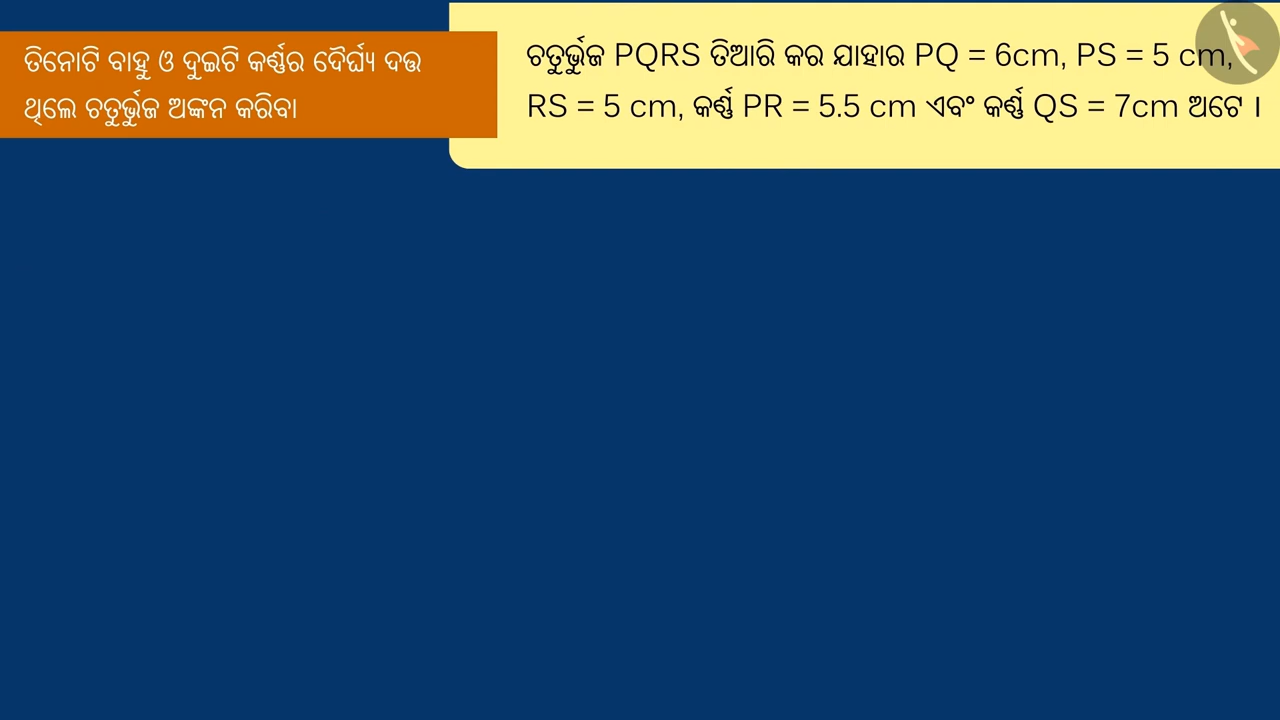 ତିନୋଟି ବାହୁ ଓ ଦୁଇଟି କର୍ଣ୍ଣର ଦୈର୍ଘ୍ୟ ଦତ୍ତ
ଥିଲେ ଚତୁର୍ଭୁଜ ଅଙ୍କନ କରିବା
ଚତୁର୍ଭୁଜ PQRS ତିଆରି କର ଯାହାର PQ = 6cm, PS = 5 cm,
RS = 5 cm, କର୍ଣ୍ଣ PR = 5.5 cm ଏବଂ କର୍ଣ୍ଣ QS = 7cm ଅଟେ ।